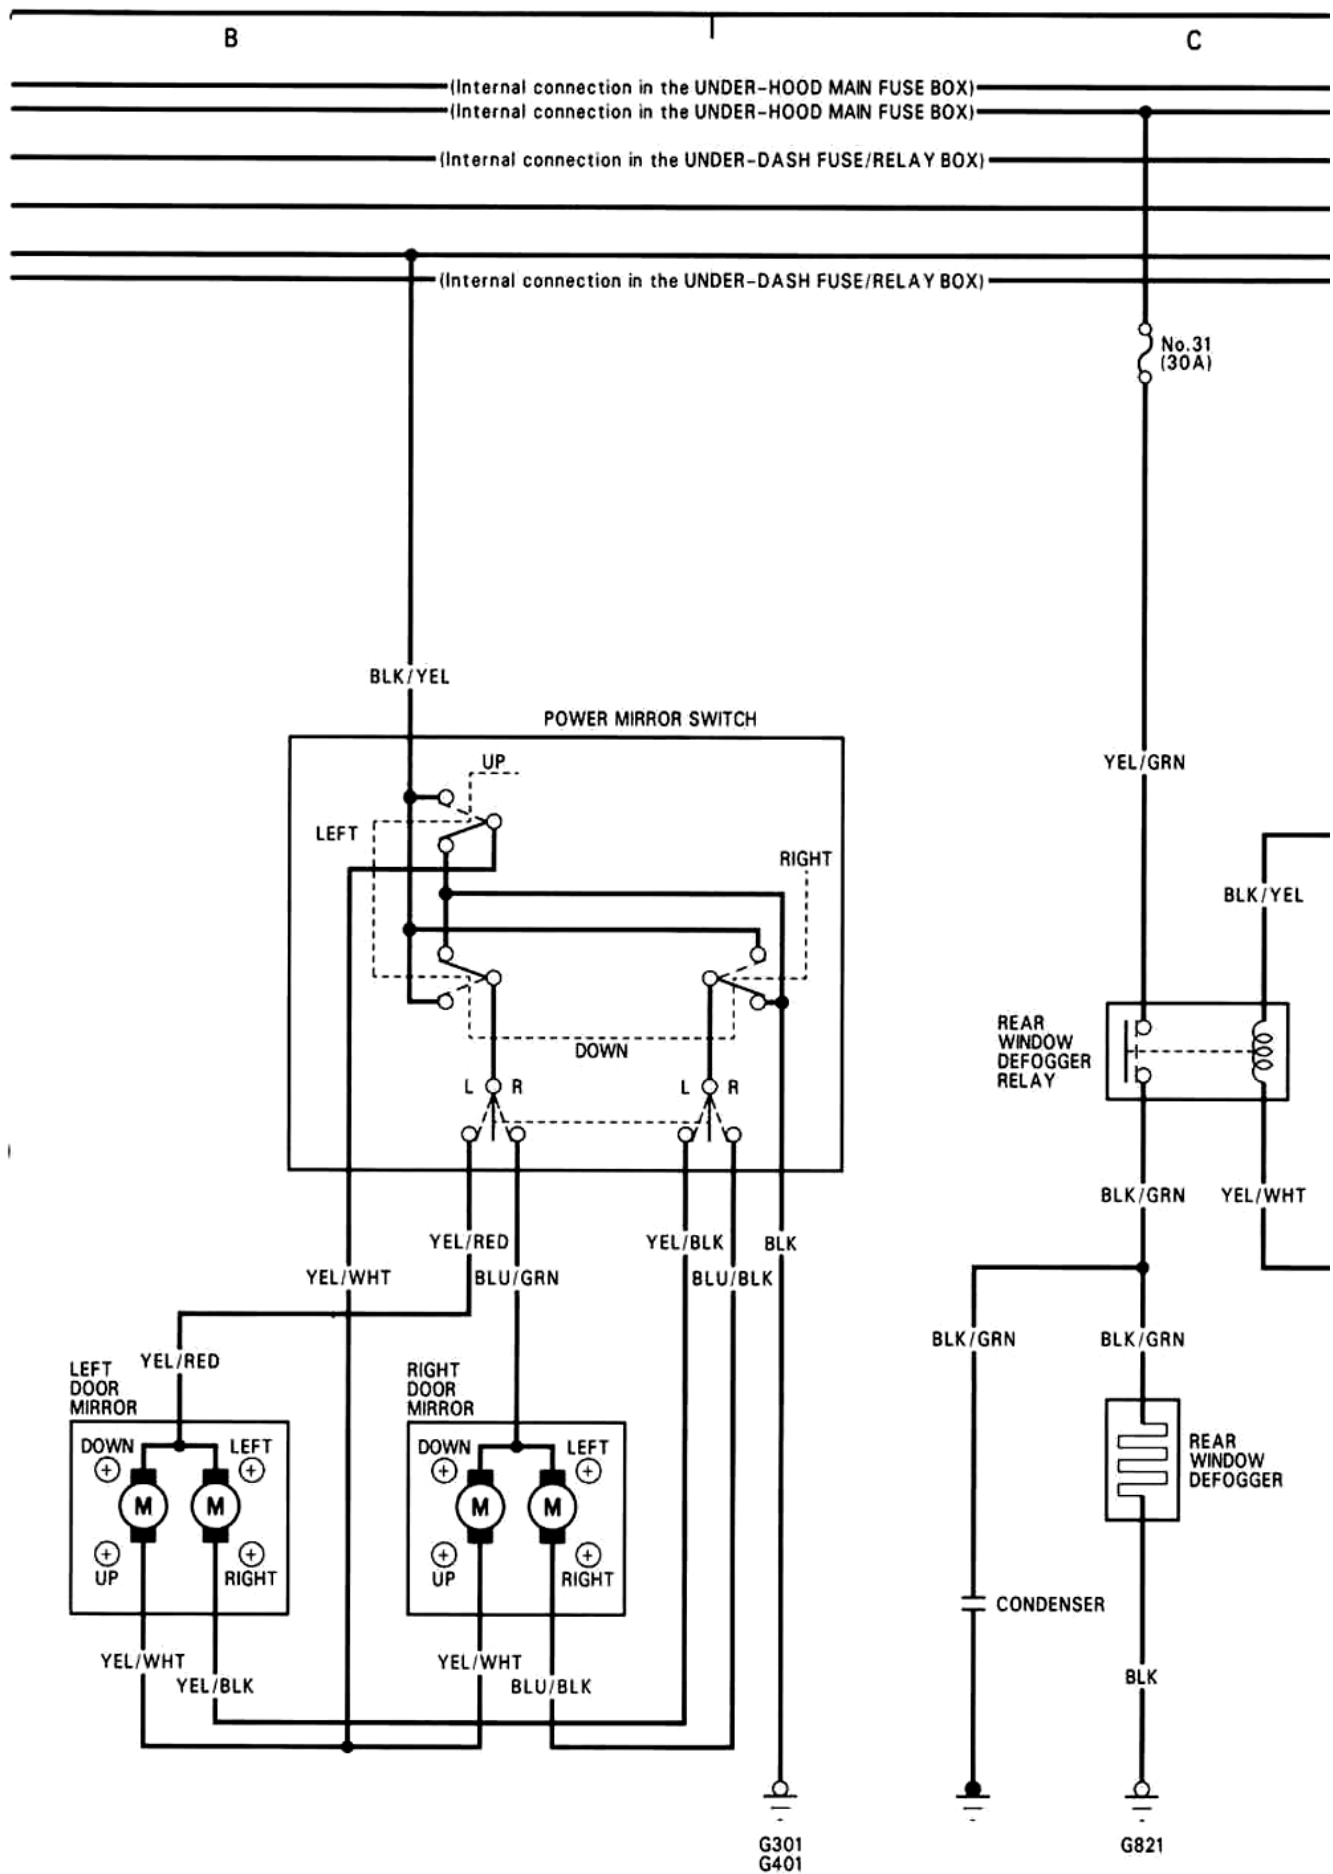 B
C
(Internal connection in the UNDER-HOOD MAIN FUSE BOX)
(Internal connection in the UNDER-HOOD MAIN FUSE BOX)
(Internal connection in the UNDER-DASH FUSE/RELAY BOX)
(Internal connection in the UNDER-DASH FUSE/RELAY BOX)
No.31
(30A)
BLK/YEL
POWER MIRROR SWITCH
UP
YEL/GRN
LEFT
RIGHT
BLK/YEL
REAR
WINDOW
DEFOGGER
RELAY
DOWN
L R
L R
BLK/GRN
YEL/WHT
YEL/RED
YEL/BLK
BLK
YEL/WHT
BLU/GRN
BLU/BLK
BLK/GRN
BLK/GRN
YEL/RED
LEFT
DOOR
MIRROR
RIGHT
DOOR
MIRROR
DOWN
LEFT
DOWN
LEFT
+
+
+
+
M
M
M
M
+
+
+
+
UP
RIGHT
UP
RIGHT
REAR
WINDOW
DEFOGGER
CONDENSER
YEL/WHT
YEL/BLK
YEL/WHT
BLU/BLK
BLK
G301
G401
G821